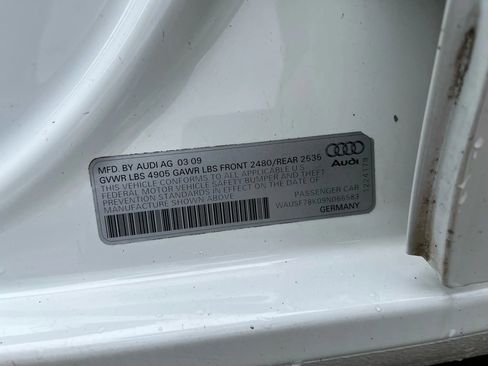 MFD. BY AUDI AG 03 09
GVWR LBS 4905 GAWR LBS FRONT 2480/REAR 2535
THIS VEHICLE CONFORMS TO ALL APPLICABLE
FEDERAL MOTOR VEHICLE SAFETY BUMPER AND THEFT
PREVENTION STANDARDS IN EFFECT ON THE DATE OF
MANUFACTURE SHOWN ABOVE.
Audi
PASSENGER CAR
WAUSF78K09N066583
GERMANY